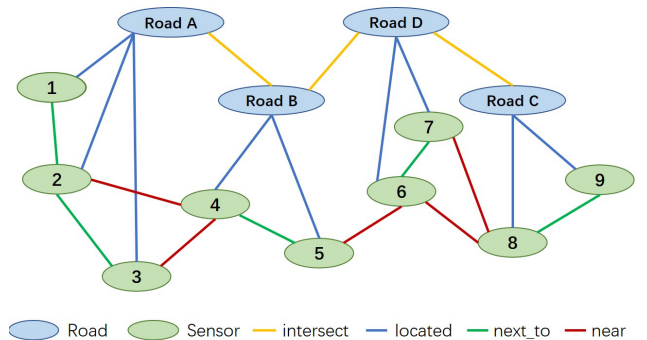 Road A
Road D
1
Road B
Road C
7
2
9
6
4
8
5
3
Road Sensor intersect located next_to near